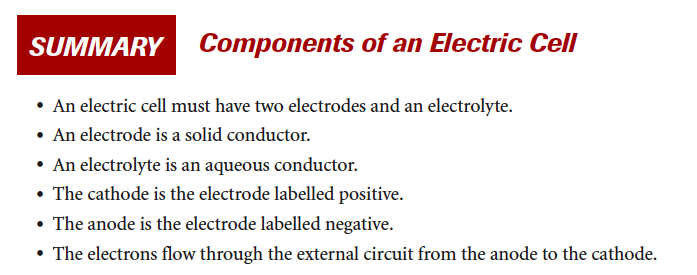 SUMMARY Components of an Electric Cell
• An electric cell must have two electrodes and an electrolyte.
• An electrode is a solid conductor.
• An electrolyte is an aqueous conductor.
• The cathode is the electrode labelled positive.
• The anode is the electrode labelled negative.
• The electrons flow through the external circuit from the anode to the cathode.